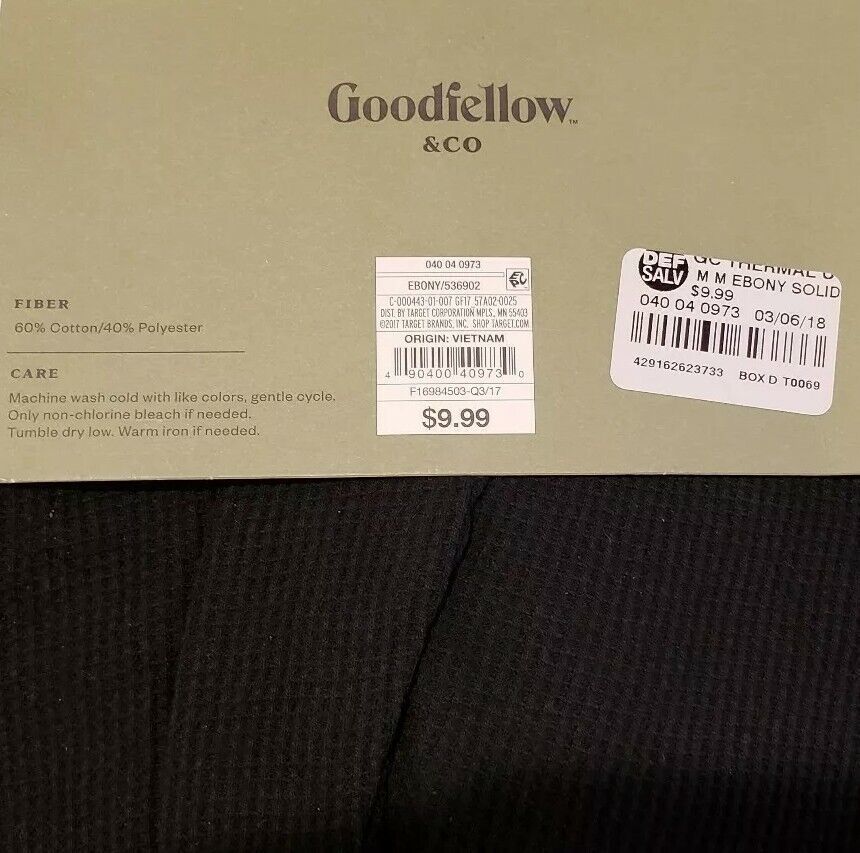 Goodfellow™
&CO
FIBER
60% Cotton/40% Polyester
CARE
Machine wash cold with like colors, gentle cycle.
Only non-chlorine bleach if needed.
Tumble dry low. Warm iron if needed.
040 04 0973
EBONY/536902
C-000443-01-007 GF17 57A02-0025
DIST. BY TARGET CORPORATION MPLS, MN 55403
©2017 TARGET BRANDS, INC. SHOP TARGET.COM
ORIGIN: VIETNAM
4 90400 40973 0
F16984503-Q3/17
$9.99
DEF
SALV
GC THERMAL
M M EBONY SOLID
$9.99
040 04 0973 03/06/18
429162623733 BOX D T0069